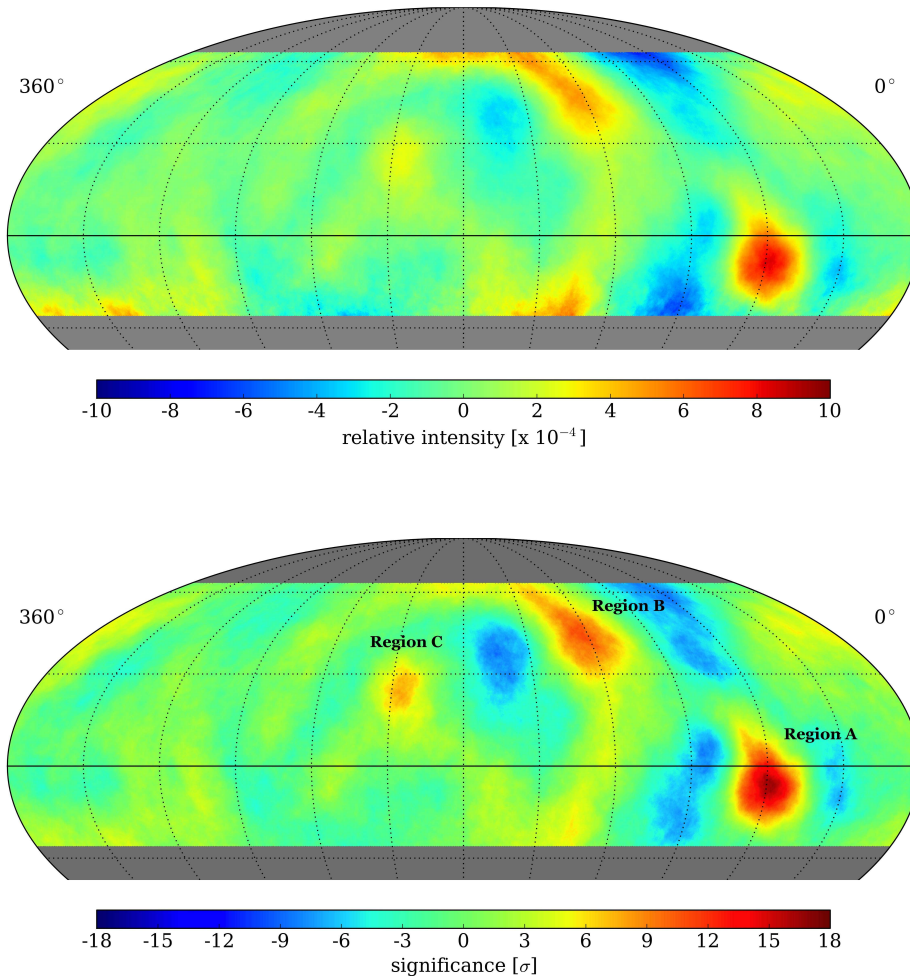 360° 0°
-10 -8 -6 -4 -2 0 2 4 6 8 10
relative intensity [x 10⁻⁴]
Region B
360° 0°
Region C
Region A
-18 -15 -12 -9 -6 -3 0 3 6 9 12 15 18
significance [σ]